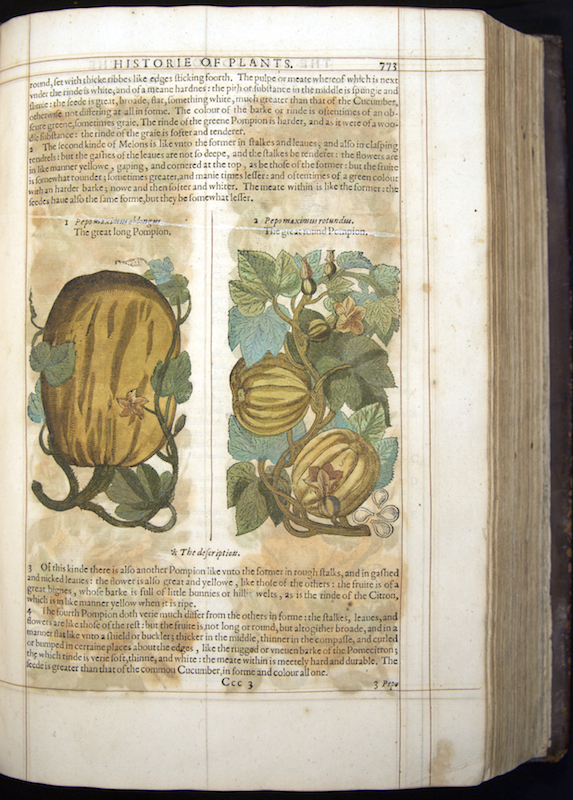 HISTORIE OF PLANTS. 773
round, set with thicke ribbes like edges sticking foorth. The pulpe or meate whereof which is next
vnder the rinde is white, and of a meane hardnes: the pith or substance in the middle is spungie and
slimie: the seede is great, broade, flat, something white, much greater than that of the Cucumber,
otherwise not differing at all in forme. The colour of the barke or rinde is oftentimes of an ob-
scure greene, sometimes graie. The rinde of the greene Pompion is harder, and as it were of a woo-
die substance: the rinde of the graie is softer and tenderer.
2 The second kinde of Melons is like vnto the former in stalkes and leaues, and also in clasping
tendrels: but the gashes of the leaues are not so deepe, and the stalkes be tenderer: the flowers are
in like manner yellowe, gaping, and cornered at the top, as be those of the former: but the fruite
is somewhat rounder; sometimes greater, and manie times lesser: and oftentimes of a green colour
with an harder barke; nowe and then softer and whiter. The meate within is like the former: the
seedes haue also the same forme, but they be somewhat lesser.
1 Pepo maximus oblongus.
The great long Pompion.
2 Pepo maximus rotundus.
The great round Pompion.
❧ The description.
3 Of this kinde there is also another Pompion like vnto the former in rough stalks, and in gashed
and nicked leaues: the flower is also great and yellowe, like those of the others: the fruite is of a
great bignes, whose barke is full of little bunnies or hillie welts, as is the rinde of the Citron,
which is in like manner yellow when it is ripe.
4 The fourth Pompion doth verie much differ from the others in forme: the stalkes, leaues, and
flowers are like those of the rest: but the fruite is not long or round, but altogither broade, and in a
manner flat like vnto a shield or buckler; thicker in the middle, thinner in the compasse, and curled
or bumped in certaine places about the edges, like the rugged or vneuen barke of the Pomecitron;
the which rinde is verie soft, thinne, and white: the meate within is meetely hard and durable. The
seede is greater than that of the common Cucumber, in forme and colour all one.
Ccc 3 3 Pepo